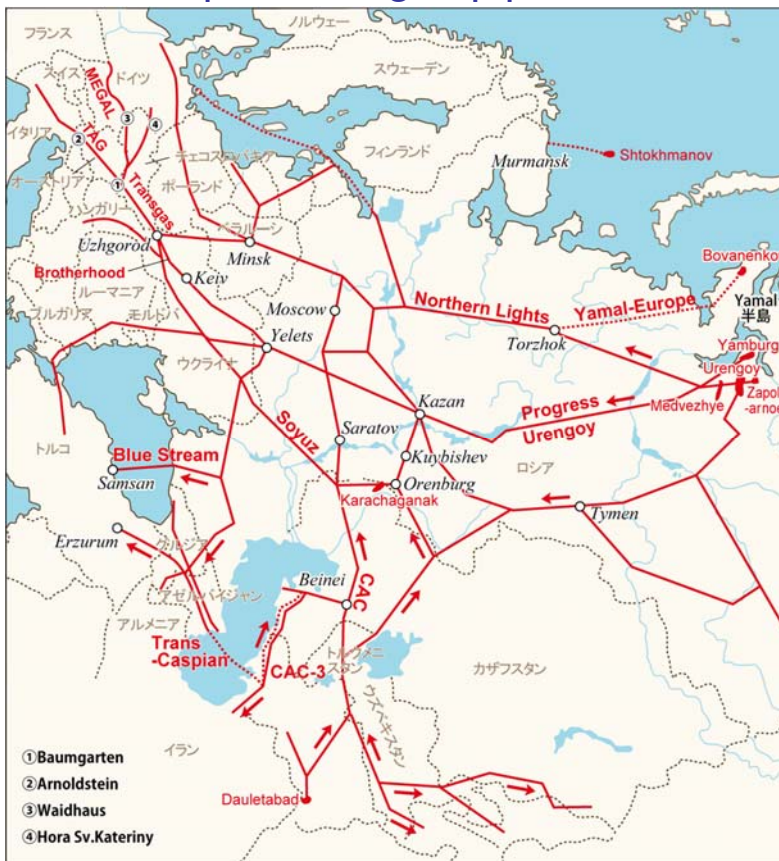 フランス
ノルウェー
スイス
ドイツ
スウェーデン
MEGAL
③
④
イタリア
②
TAG
フィンランド
Murmansk
Shtokhmanov
チェコスロバキア
オーストリア
①
Transgas
ポーランド
ハンガリー
ベラルーシ
Uzhgorod
Minsk
Bovanenko
Brotherhood
Keiv
Northern Lights
Yamal-Europe
Yamal
半島
ルーマニア
Moscow
ブルガリア
モルドバ
Yelets
Torzhok
Yamburg
ウクライナ
Urengoy
Medvezhye
Zapol
-arnoe
Kazan
Progress
Urengoy
Soyuz
Saratov
トルコ
Blue Stream
Kuybishev
ロシア
Samsan
Orenburg
Karachaganak
Tymen
Erzurum
グルジア
Beinei
CAC
アゼルバイジャン
アルメニア
Trans
-Caspian
CAC-3
トルクメニ
スタン
カザフスタン
ウズベキスタン
イラン
①Baumgarten
②Arnoldstein
③Waidhaus
④Hora Sv.Kateriny
Dauletabad